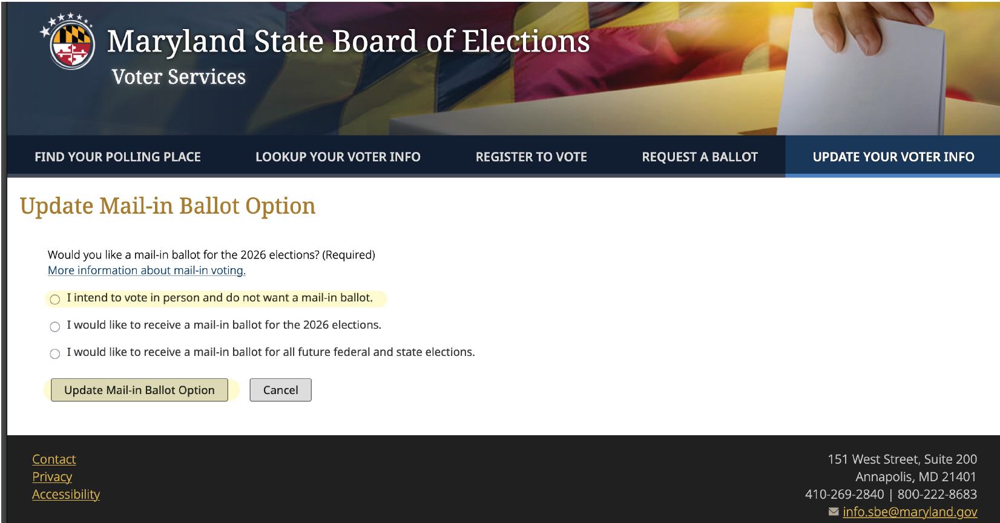 Maryland State Board of Elections
Voter Services
FIND YOUR POLLING PLACE
LOOKUP YOUR VOTER INFO
REGISTER TO VOTE
REQUEST A BALLOT
UPDATE YOUR VOTER INFO
Update Mail-in Ballot Option
Would you like a mail-in ballot for the 2026 elections? (Required)
More information about mail-in voting.
I intend to vote in person and do not want a mail-in ballot.
I would like to receive a mail-in ballot for the 2026 elections.
I would like to receive a mail-in ballot for all future federal and state elections.
Update Mail-in Ballot Option
Cancel
Contact
Privacy
Accessibility
151 West Street, Suite 200
Annapolis, MD 21401
410-269-2840 | 800-222-8683
info.sbe@maryland.gov